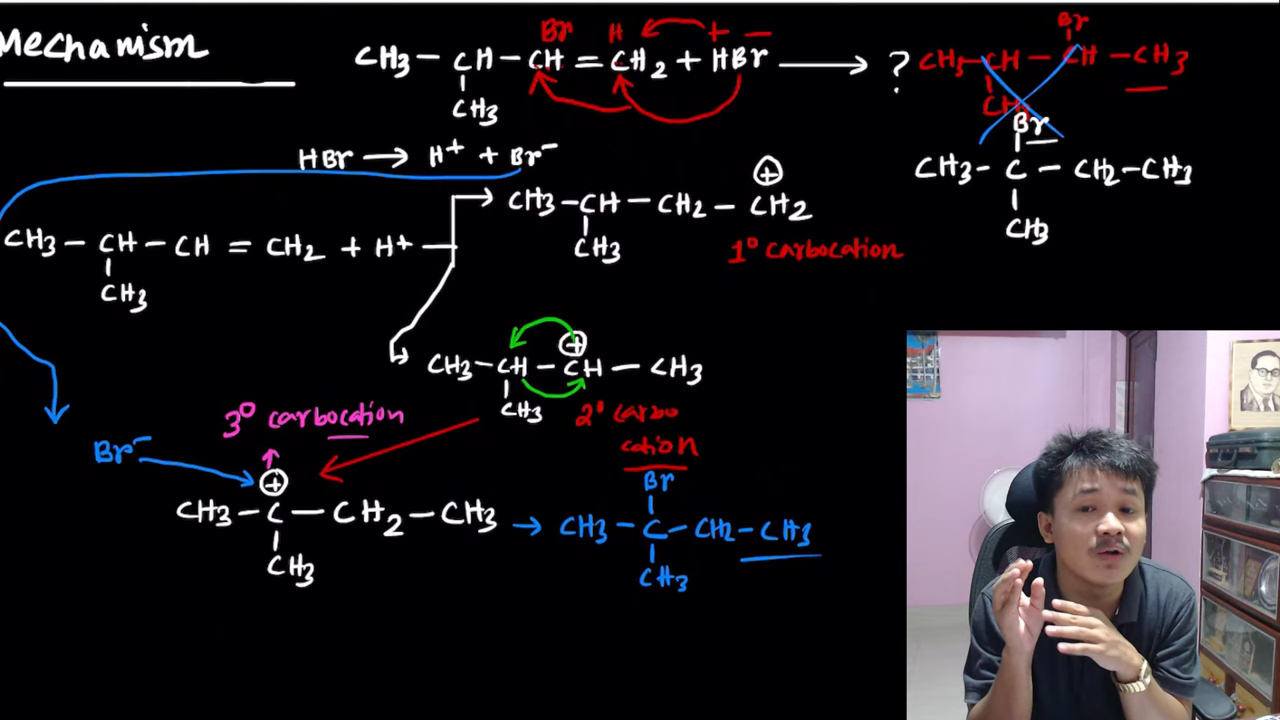 Mechanism
CH3 – CH – CH = CH2 + HBr ⟶ ?
Br H + –
CH3
CH3 – CH – CH – CH3
Br
CH3
HBr ⟶ H+ + Br–
Br
CH3 – C – CH2 – CH3
CH3
CH3 – CH – CH2 – CH2
+
CH3
1° carbocation
CH3 – CH – CH = CH2 + H+
CH3
CH3 – CH – CH – CH3
+
CH3
2° carbo
cation
3° carbocation
Br–
+
CH3 – C – CH2 – CH3
CH3
→ CH3 – C – CH2 – CH3
Br
CH3